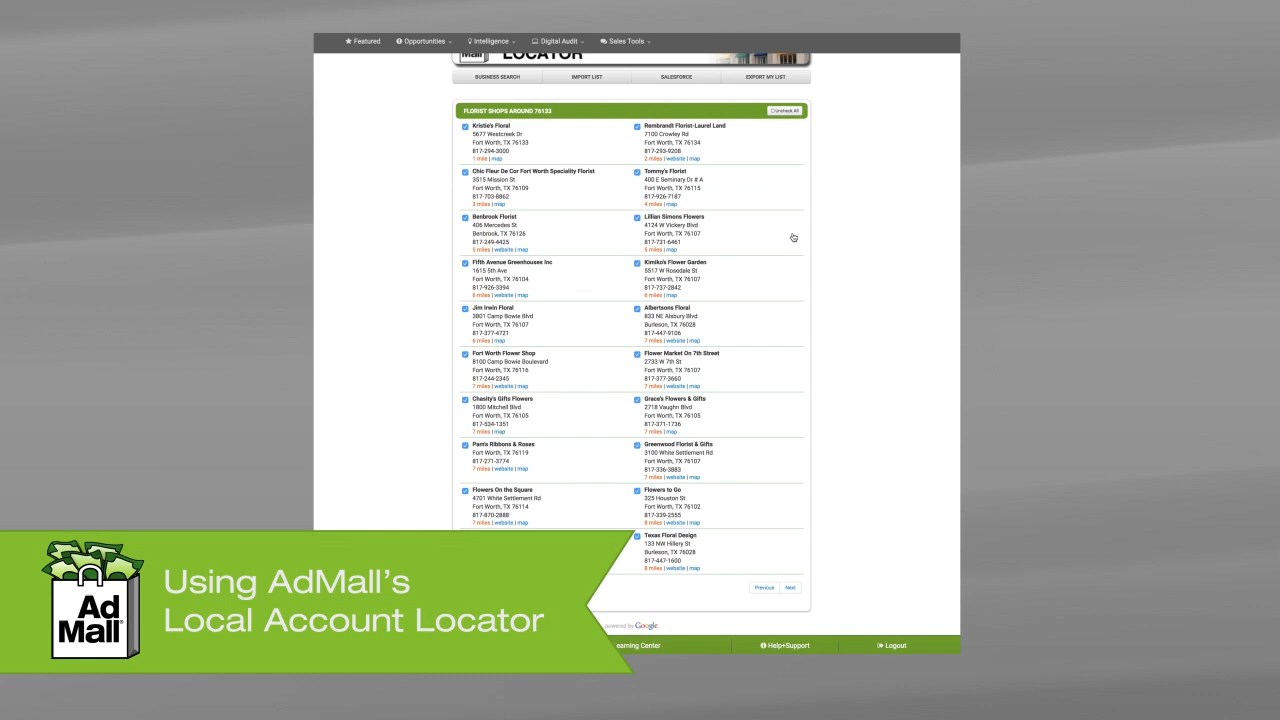 Featured
Opportunities
Intelligence
Digital Audit
Sales Tools
Mall
LOCATOR
BUSINESS SEARCH
IMPORT LIST
SALESFORCE
EXPORT MY LIST
FLORIST SHOPS AROUND 76133
Uncheck All
Kristie's Floral
5677 Westcreek Dr
Fort Worth, TX 76133
817-294-3000
1 mile | map
Rembrandt Florist-Laurel Land
7100 Crowley Rd
Fort Worth, TX 76134
817-293-9208
2 miles | website | map
Chic Fleur De Cor Fort Worth Speciality Florist
3515 Mission St
Fort Worth, TX 76109
817-703-8862
3 miles | map
Tommy's Florist
400 E Seminary Dr # A
Fort Worth, TX 76115
817-926-7187
4 miles | map
Benbrook Florist
406 Mercedes St
Benbrook, TX 76126
817-249-4425
5 miles | website | map
Lillian Simons Flowers
4124 W Vickery Blvd
Fort Worth, TX 76107
817-731-6461
5 miles | map
Fifth Avenue Greenhouses Inc
1615 5th Ave
Fort Worth, TX 76104
817-926-3394
6 miles | website | map
Kimiko's Flower Garden
5517 W Rosedale St
Fort Worth, TX 76107
817-737-2842
6 miles | map
Jim Irwin Floral
3801 Camp Bowie Blvd
Fort Worth, TX 76107
817-377-4721
6 miles | map
Albertsons Floral
833 NE Alsbury Blvd
Burleson, TX 76028
817-447-9106
7 miles | website | map
Fort Worth Flower Shop
8100 Camp Bowie Boulevard
Fort Worth, TX 76116
817-244-2345
7 miles | website | map
Flower Market On 7th Street
2733 W 7th St
Fort Worth, TX 76107
817-377-3660
7 miles | website | map
Chasity's Gifts Flowers
1800 Mitchell Blvd
Fort Worth, TX 76105
817-534-1351
7 miles | map
Grace's Flowers & Gifts
2718 Vaughn Blvd
Fort Worth, TX 76105
817-371-1736
7 miles | map
Pam's Ribbons & Roses
Fort Worth, TX 76119
817-271-3774
7 miles | website | map
Greenwood Florist & Gifts
3100 White Settlement Rd
Fort Worth, TX 76107
817-336-3883
7 miles | website | map
Flowers On the Square
4701 White Settlement Rd
Fort Worth, TX 76114
817-870-2888
7 miles | website | map
Flowers to Go
325 Houston St
Fort Worth, TX 76102
817-339-2555
8 miles | website | map
Texas Floral Design
133 NW Hillery St
Burleson, TX 76028
817-447-1600
8 miles | website | map
Previous
Next
powered by Google
earning Center
Help+Support
Logout
Ad
Mall®
Using AdMall's
Local Account Locator